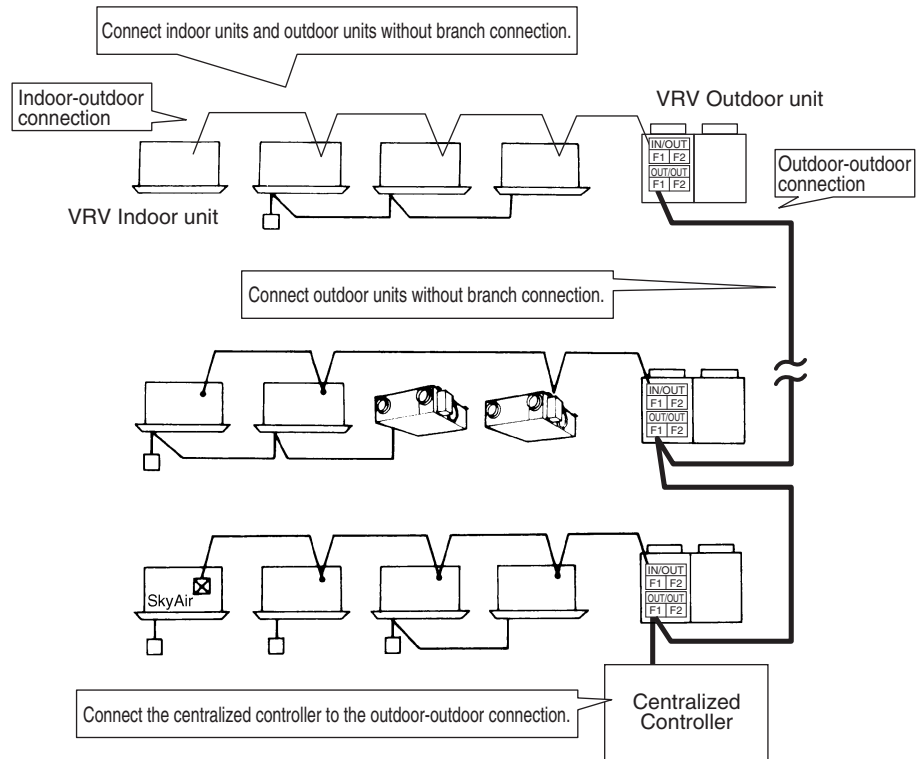 Connect indoor units and outdoor units without branch connection.
Indoor-outdoor
connection
VRV Outdoor unit
IN/OUT
F1 F2
OUT/OUT
F1 F2
Outdoor-outdoor
connection
VRV Indoor unit
Connect outdoor units without branch connection.
IN/OUT
F1 F2
OUT/OUT
F1 F2
IN/OUT
F1 F2
OUT/OUT
F1 F2
SkyAir
Connect the centralized controller to the outdoor-outdoor connection.
Centralized
Controller